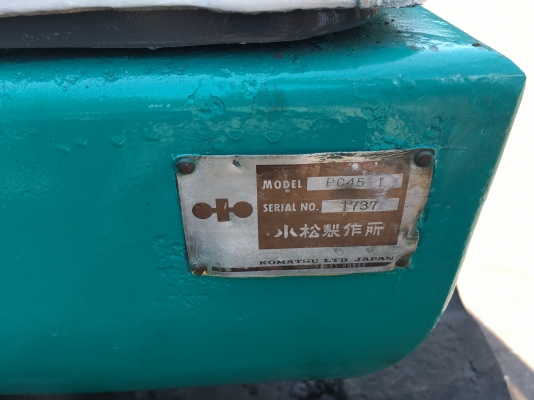 MODEL PC45 1
SERIAL NO. 1737
小松製作所
KOMATSU LTD JAPAN